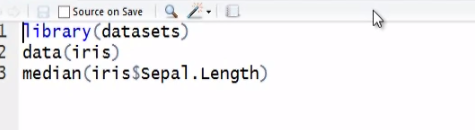 Source on Save
1 library(datasets)
2 data(iris)
3 median(iris$Sepal.Length)